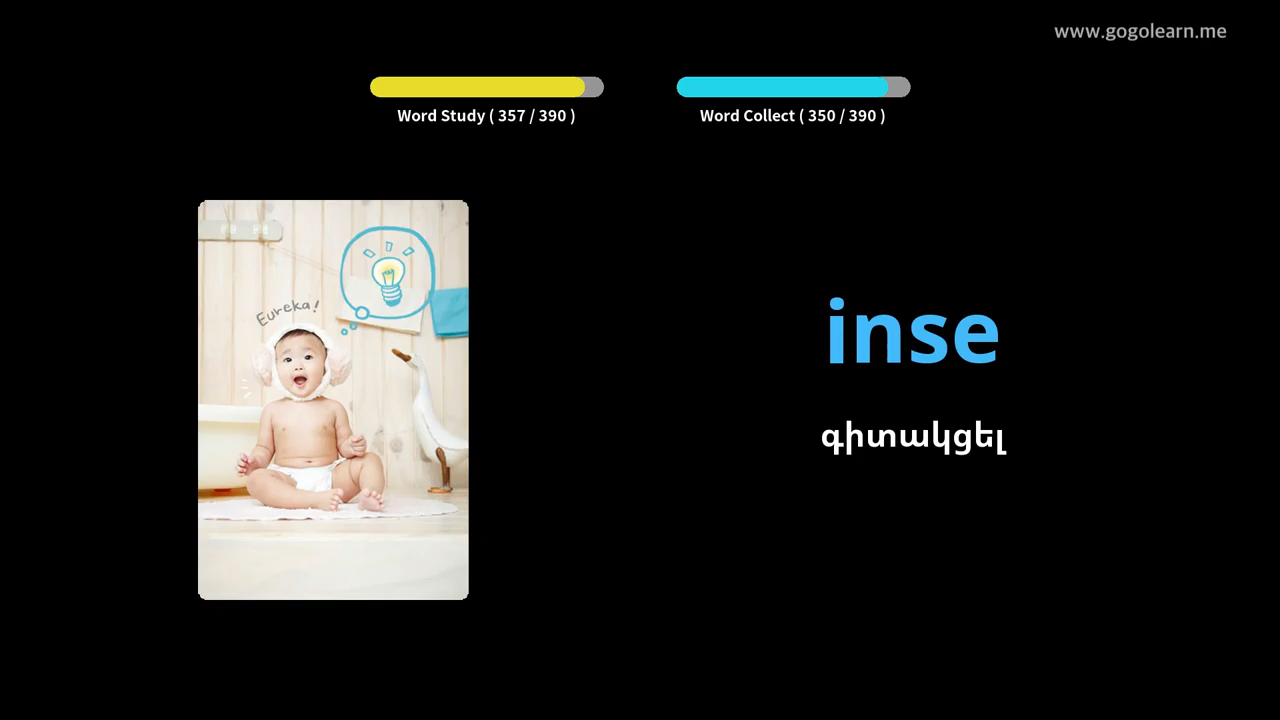 www.gogolearn.me
Word Study ( 357 / 390 )
Word Collect ( 350 / 390 )
Eureka!
inse
գիտակցել